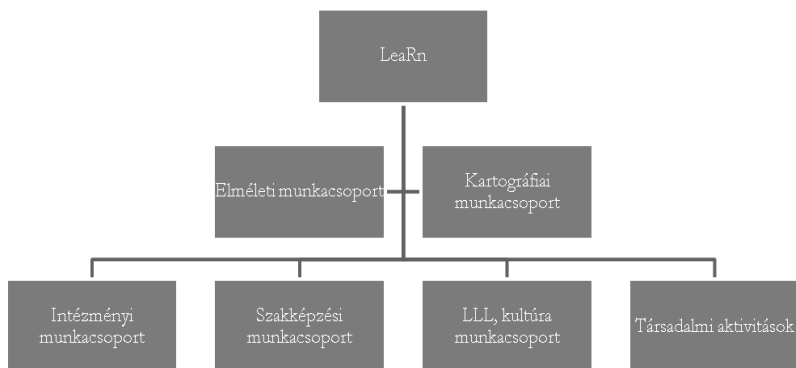 LeaRn
Elméleti munkacsoport
Kartográfiai
munkacsoport
Intézményi
munkacsoport
Szakképzési
munkacsoport
LLL, kultúra
munkacsoport
Társadalmi aktivitások